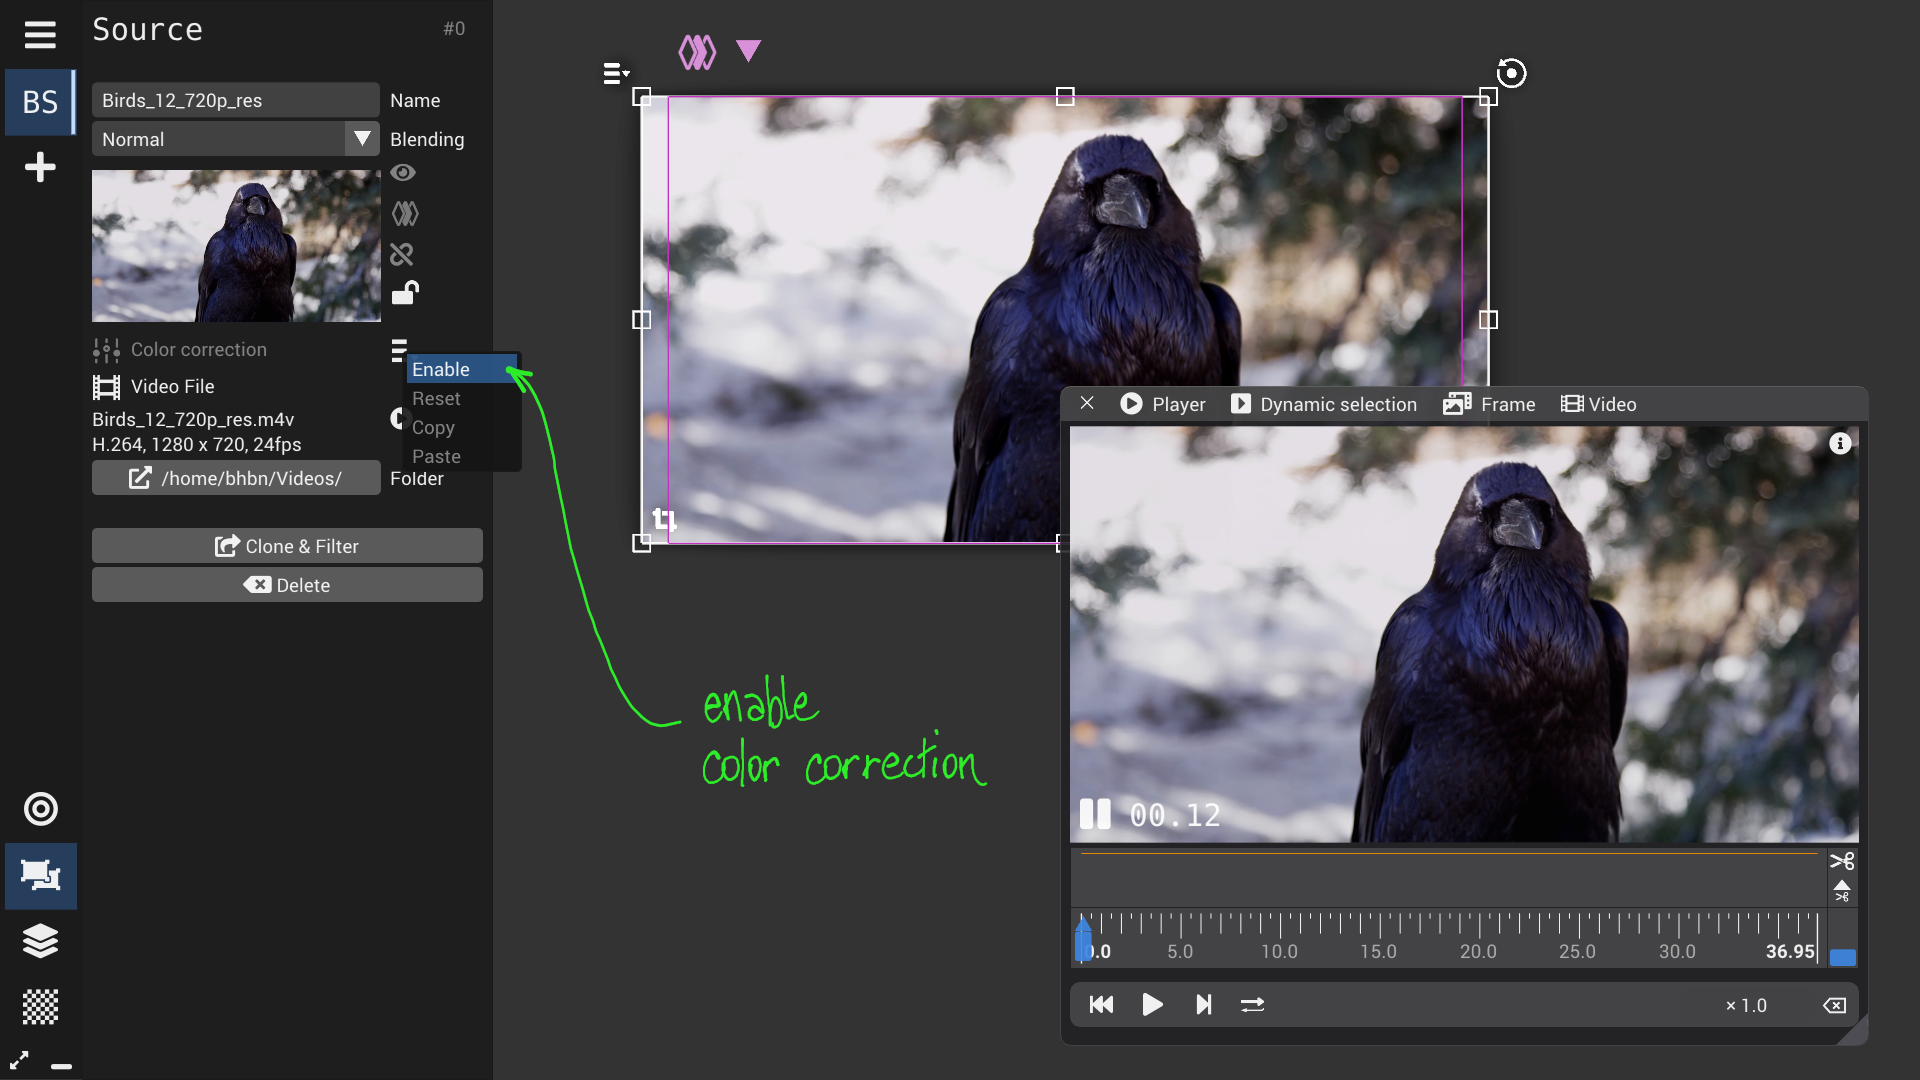 Source
#0
BS
Birds_12_720p_res
Name
Normal
Blending
Color correction
Enable
Reset
Copy
Paste
Video File
Birds_12_720p_res.m4v
H.264, 1280 x 720, 24fps
/home/bhbn/Videos/
Folder
Clone & Filter
Delete
enable
color correction
Player
Dynamic selection
Frame
Video
00.12
0.0 5.0 10.0 15.0 20.0 25.0 30.0 36.95
× 1.0